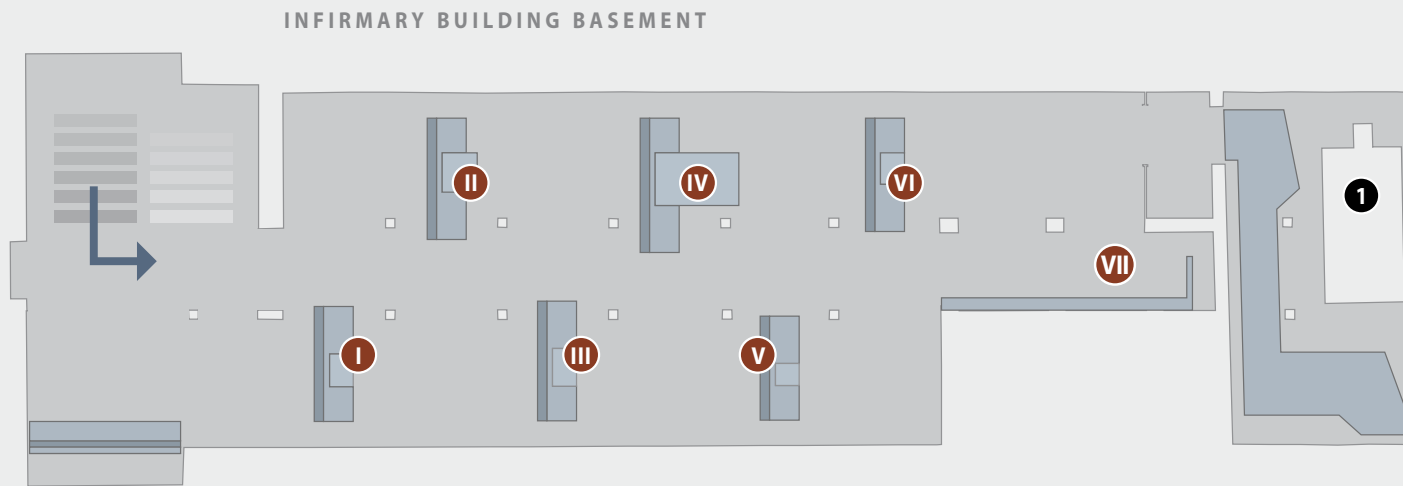 INFIRMARY BUILDING BASEMENT
II
IV
VI
1
VII
I
III
V